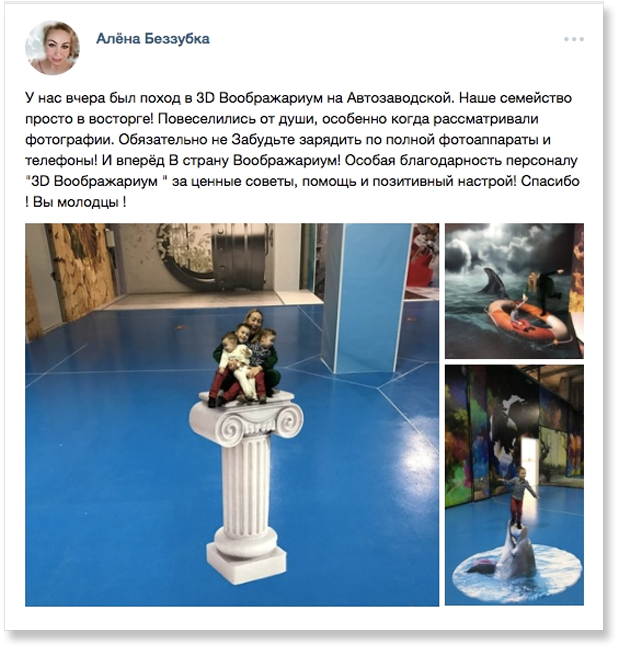 Алёна Беззубка
У нас вчера был поход в 3D Воображариум на Автозаводской. Наше семейство
просто в восторге! Повеселились от души, особенно когда рассматривали
фотографии. Обязательно не Забудьте зарядить по полной фотоаппараты и
телефоны! И вперёд В страну Воображариум! Особая благодарность персоналу
"3D Воображариум " за ценные советы, помощь и позитивный настрой! Спасибо
! Вы молодцы !